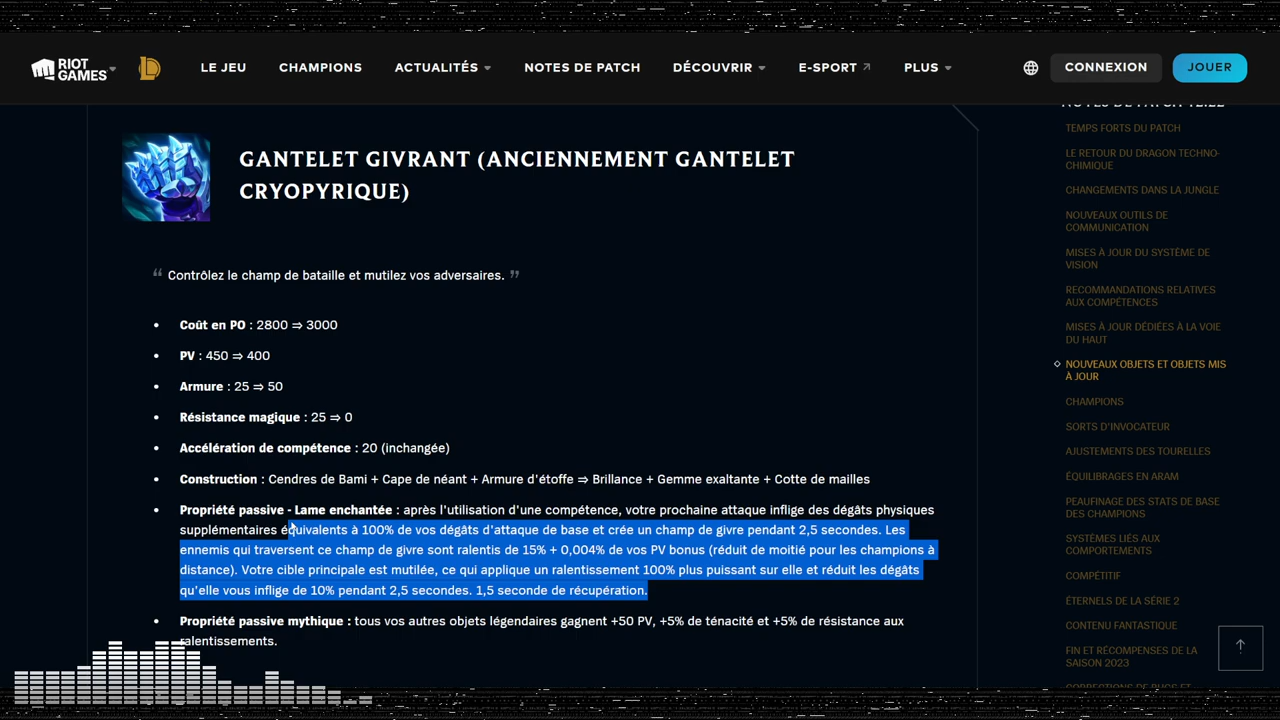 RIOT GAMES
LE JEU
CHAMPIONS
ACTUALITÉS
NOTES DE PATCH
DÉCOUVRIR
E-SPORT
PLUS
CONNEXION
JOUER
GANTELET GIVRANT (ANCIENNEMENT GANTELET
CRYOPYRIQUE)
“ Contrôlez le champ de bataille et mutilez vos adversaires. ”
• Coût en PO : 2800 ⇒ 3000
• PV : 450 ⇒ 400
• Armure : 25 ⇒ 50
• Résistance magique : 25 ⇒ 0
• Accélération de compétence : 20 (inchangée)
• Construction : Cendres de Bami + Cape de néant + Armure d'étoffe ⇒ Brillance + Gemme exaltante + Cotte de mailles
• Propriété passive - Lame enchantée : après l'utilisation d'une compétence, votre prochaine attaque inflige des dégâts physiques
supplémentaires équivalents à 100% de vos dégâts d'attaque de base et crée un champ de givre pendant 2,5 secondes. Les
ennemis qui traversent ce champ de givre sont ralentis de 15% + 0,004% de vos PV bonus (réduit de moitié pour les champions à
distance). Votre cible principale est mutilée, ce qui applique un ralentissement 100% plus puissant sur elle et réduit les dégâts
qu'elle vous inflige de 10% pendant 2,5 secondes. 1,5 seconde de récupération.
• Propriété passive mythique : tous vos autres objets légendaires gagnent +50 PV, +5% de ténacité et +5% de résistance aux
ralentissements.
TEMPS FORTS DU PATCH
LE RETOUR DU DRAGON TECHNO-
CHIMIQUE
CHANGEMENTS DANS LA JUNGLE
NOUVEAUX OUTILS DE
COMMUNICATION
MISES À JOUR DU SYSTÈME DE
VISION
RECOMMANDATIONS RELATIVES
AUX COMPÉTENCES
MISES À JOUR DÉDIÉES À LA VOIE
DU HAUT
NOUVEAUX OBJETS ET OBJETS MIS
À JOUR
CHAMPIONS
SORTS D'INVOCATEUR
AJUSTEMENTS DES TOURELLES
ÉQUILIBRAGES EN ARAM
PEAUFINAGE DES STATS DE BASE
DES CHAMPIONS
SYSTÈMES LIÉS AUX
COMPORTEMENTS
COMPÉTITIF
ÉTERNELS DE LA SÉRIE 2
CONTENU FANTASTIQUE
FIN ET RÉCOMPENSES DE LA
SAISON 2023